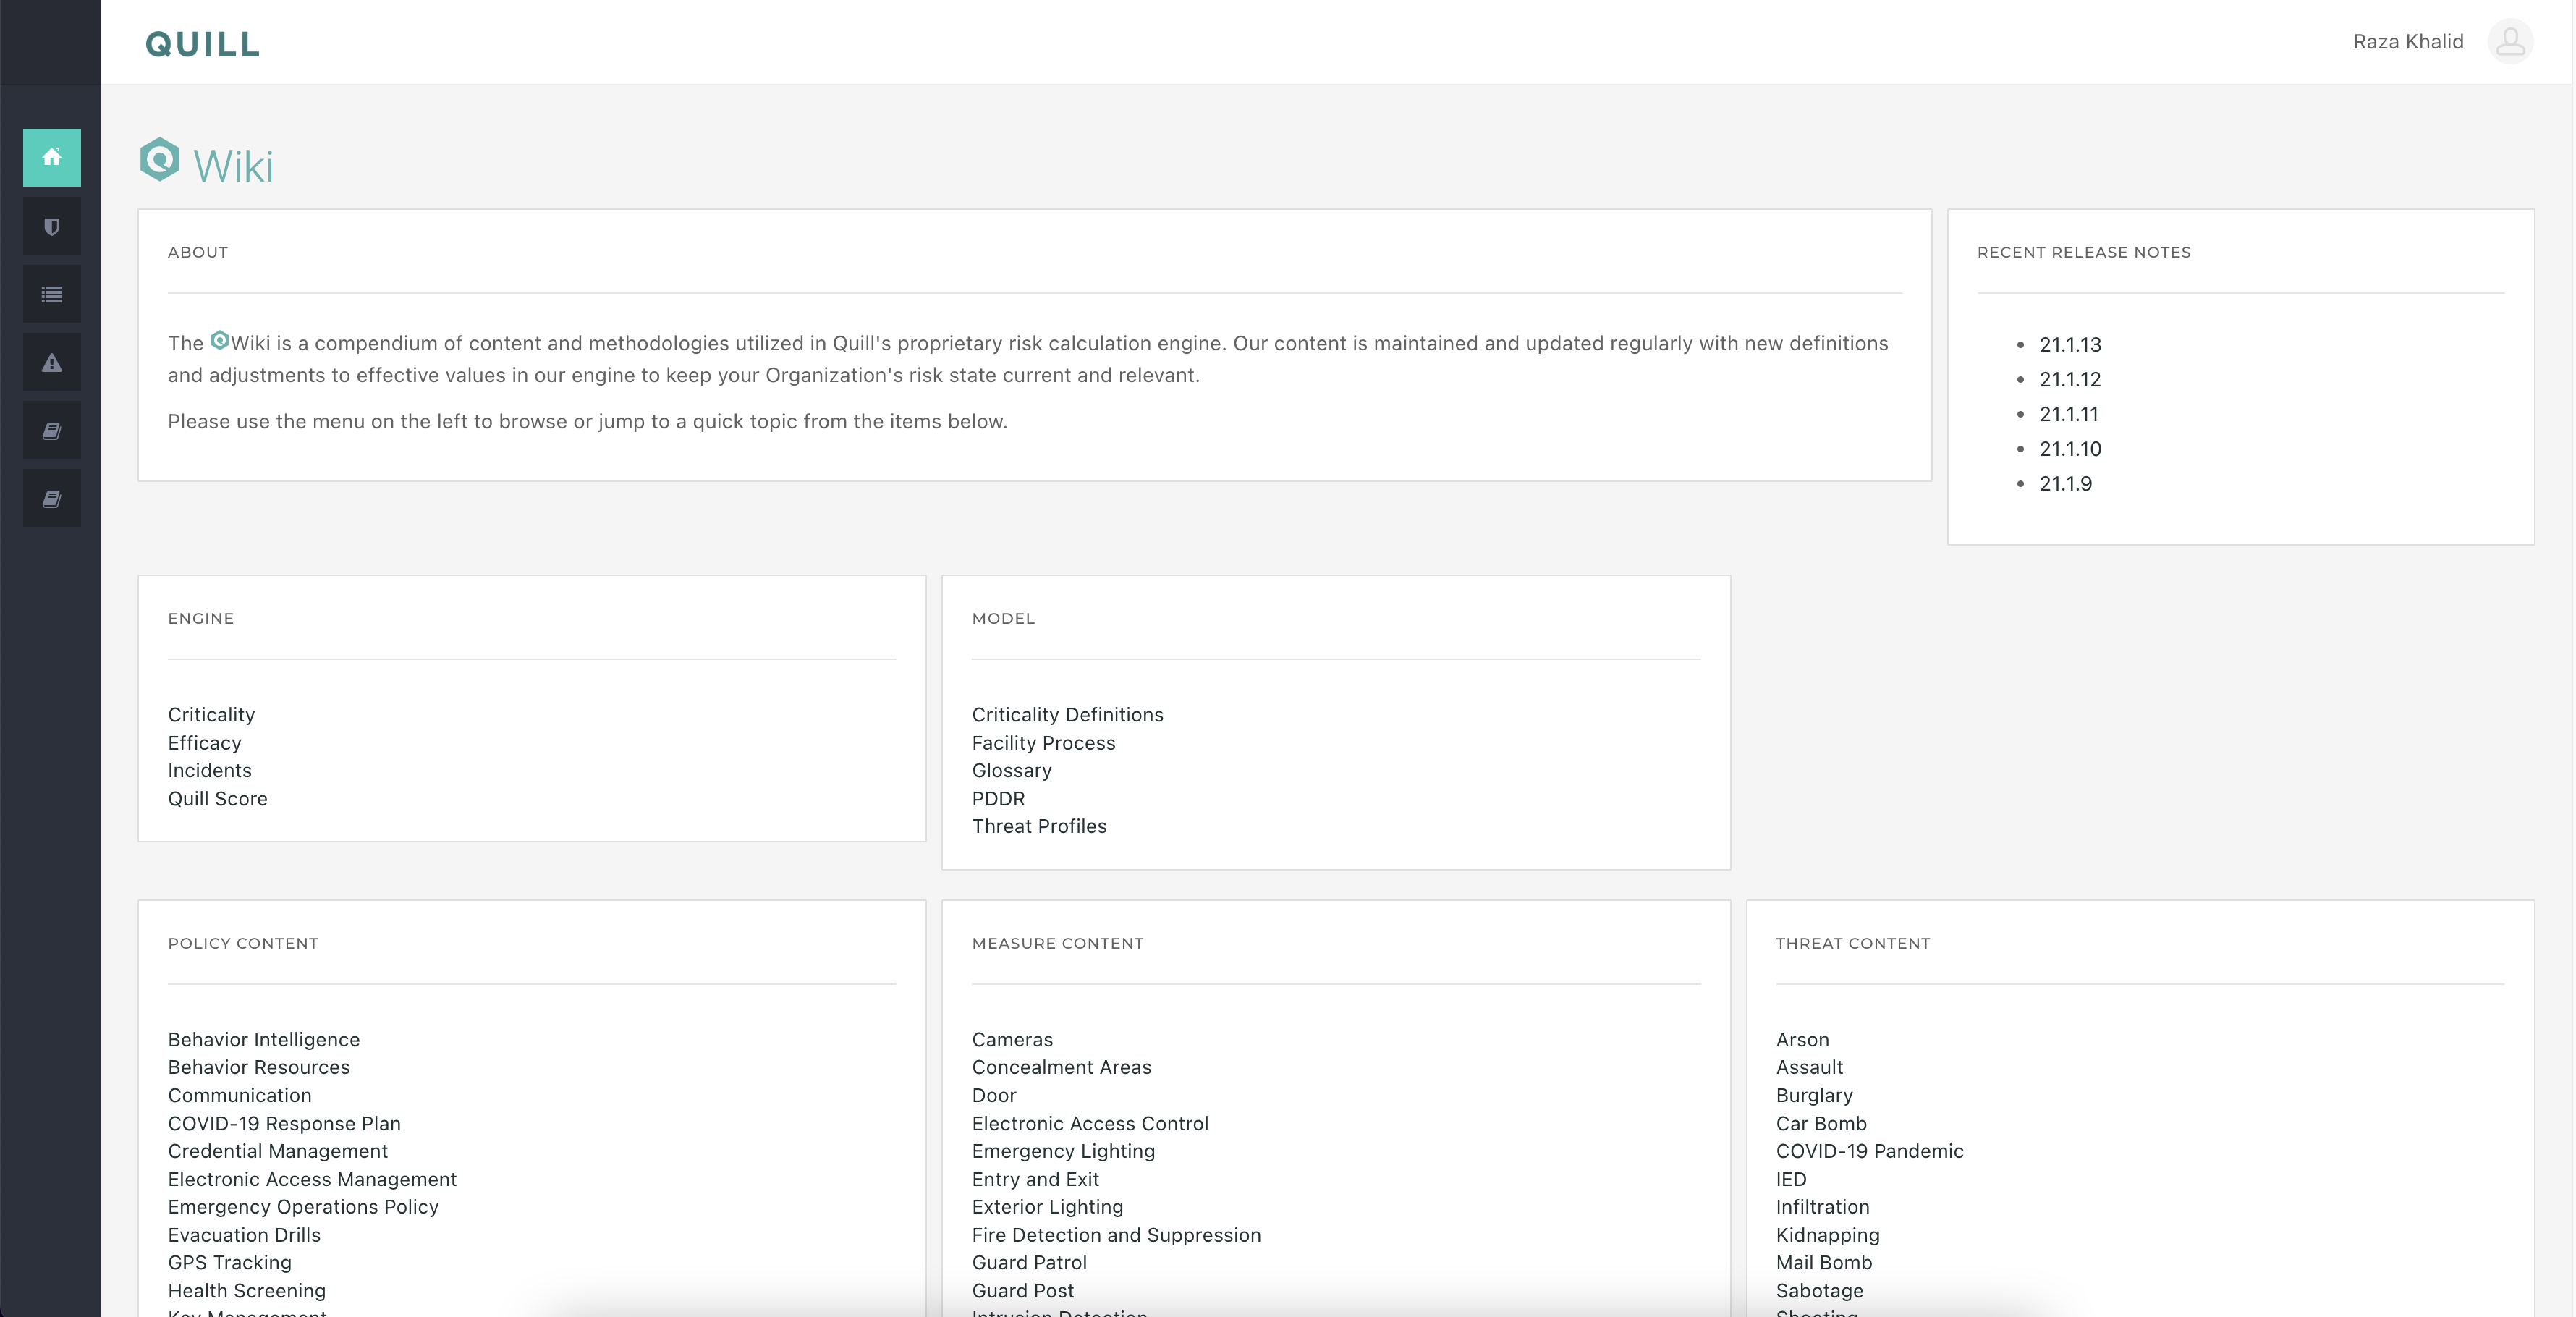 QUILL
Raza Khalid
Wiki
ABOUT
The Wiki is a compendium of content and methodologies utilized in Quill's proprietary risk calculation engine. Our content is maintained and updated regularly with new definitions
and adjustments to effective values in our engine to keep your Organization's risk state current and relevant.
Please use the menu on the left to browse or jump to a quick topic from the items below.
RECENT RELEASE NOTES
21.1.13
21.1.12
21.1.11
21.1.10
21.1.9
ENGINE
Criticality
Efficacy
Incidents
Quill Score
MODEL
Criticality Definitions
Facility Process
Glossary
PDDR
Threat Profiles
POLICY CONTENT
Behavior Intelligence
Behavior Resources
Communication
COVID-19 Response Plan
Credential Management
Electronic Access Management
Emergency Operations Policy
Evacuation Drills
GPS Tracking
Health Screening
Key Management
MEASURE CONTENT
Cameras
Concealment Areas
Door
Electronic Access Control
Emergency Lighting
Entry and Exit
Exterior Lighting
Fire Detection and Suppression
Guard Patrol
Guard Post
Intrusion Detection
THREAT CONTENT
Arson
Assault
Burglary
Car Bomb
COVID-19 Pandemic
IED
Infiltration
Kidnapping
Mail Bomb
Sabotage
Shooting